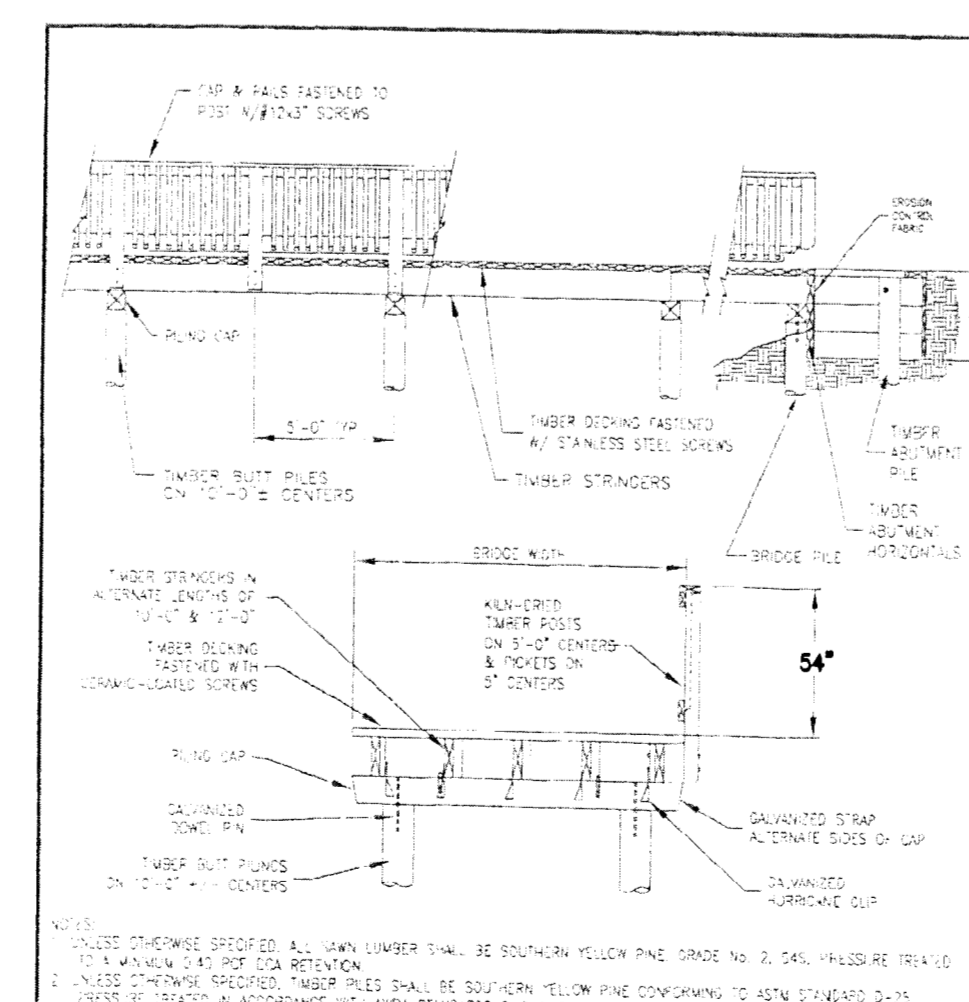 CAP & RAILS FASTENED TO
POST W/#12x3" SCREWS
EROSION
CONTROL
FABRIC
PILING CAP
5'-0" TYP
TIMBER DECKING FASTENED
W/ STAINLESS STEEL SCREWS
TIMBER BUTT PILES
ON 10'-0"± CENTERS
TIMBER STRINGERS
TIMBER
ABUTMENT
PILE
TIMBER
ABUTMENT
HORIZONTALS
BRIDGE PILE
BRIDGE WIDTH
TIMBER STRINGERS IN
ALTERNATE LENGTHS OF
10'-0" & 12'-0"
KILN-DRIED
TIMBER POSTS
ON 5'-0" CENTERS
& PICKETS ON
5" CENTERS
54"
TIMBER DECKING
FASTENED WITH
CERAMIC-COATED SCREWS
PILING CAP
GALVANIZED
DOWEL PIN
GALVANIZED STRAP
ALTERNATE SIDES OF CAP
TIMBER BUTT PILINGS
ON 10'-0" +/- CENTERS
GALVANIZED
HURRICANE CLIP
NOTES:
1 UNLESS OTHERWISE SPECIFIED, ALL SAWN LUMBER SHALL BE SOUTHERN YELLOW PINE, GRADE No. 2, S4S, PRESSURE TREATED
TO A MINIMUM 0.40 PCF CCA RETENTION
2 UNLESS OTHERWISE SPECIFIED, TIMBER PILES SHALL BE SOUTHERN YELLOW PINE CONFORMING TO ASTM STANDARD D-25
PRESSURE TREATED IN ACCORDANCE WITH